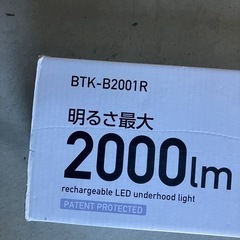 BTK-B2001R
明るさ最大
2000lm
rechargeable LED underhood light
PATENT PROTECTED